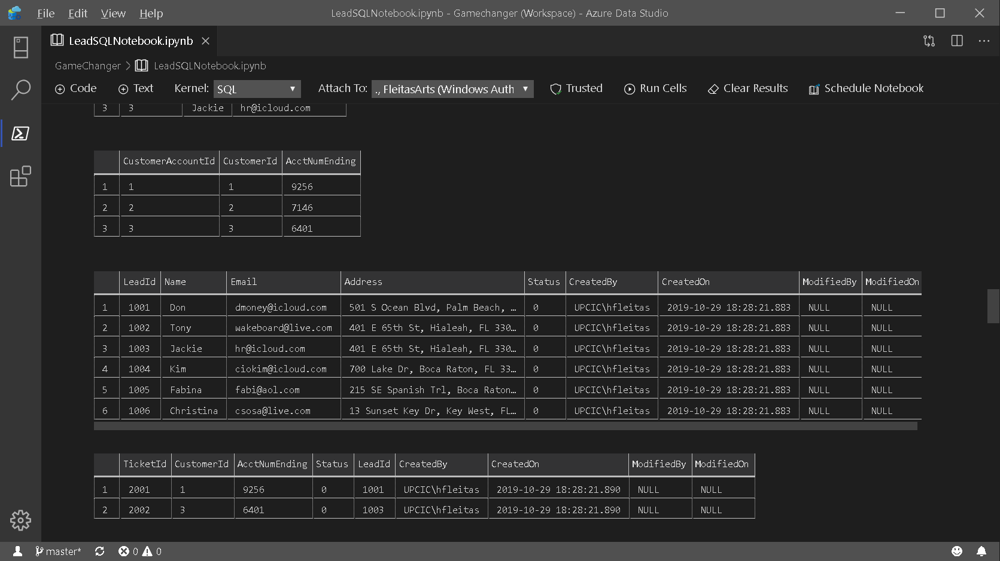 File Edit View Help LeadSQLNotebook.ipynb - Gamechanger (Workspace) - Azure Data Studio
LeadSQLNotebook.ipynb
GameChanger > LeadSQLNotebook.ipynb
Code Text Kernel: SQL Attach To: ., FleitasArts (Windows Auth Trusted Run Cells Clear Results Schedule Notebook
3 3 Jackie hr@icloud.com
CustomerAccountId CustomerId AcctNumEnding
1 1 1 9256
2 2 2 7146
3 3 3 6401
LeadId Name Email Address Status CreatedBy CreatedOn ModifiedBy ModifiedOn
1 1001 Don dmoney@icloud.com 501 S Ocean Blvd, Palm Beach, … 0 UPCIC\hfleitas 2019-10-29 18:28:21.883 NULL NULL
2 1002 Tony wakeboard@live.com 401 E 65th St, Hialeah, FL 330… 0 UPCIC\hfleitas 2019-10-29 18:28:21.883 NULL NULL
3 1003 Jackie hr@icloud.com 401 E 65th St, Hialeah, FL 330… 0 UPCIC\hfleitas 2019-10-29 18:28:21.883 NULL NULL
4 1004 Kim ciokim@icloud.com 700 Lake Dr, Boca Raton, FL 33… 0 UPCIC\hfleitas 2019-10-29 18:28:21.883 NULL NULL
5 1005 Fabina fabi@aol.com 215 SE Spanish Trl, Boca Raton… 0 UPCIC\hfleitas 2019-10-29 18:28:21.883 NULL NULL
6 1006 Christina csosa@live.com 13 Sunset Key Dr, Key West, FL… 0 UPCIC\hfleitas 2019-10-29 18:28:21.883 NULL NULL
TicketId CustomerId AcctNumEnding Status LeadId CreatedBy CreatedOn ModifiedBy ModifiedOn
1 2001 1 9256 0 1001 UPCIC\hfleitas 2019-10-29 18:28:21.890 NULL NULL
2 2002 3 6401 0 1003 UPCIC\hfleitas 2019-10-29 18:28:21.890 NULL NULL
master* 0 0